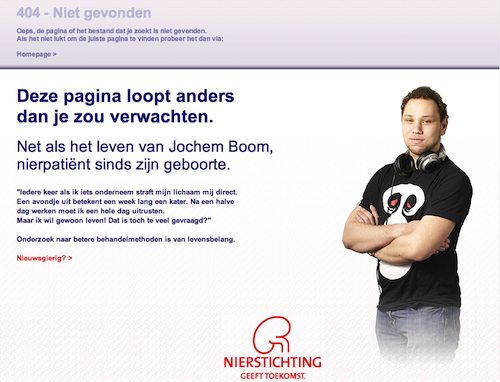 404 - Niet gevonden
Oeps, de pagina of het bestand dat je zoekt is niet gevonden.
Als het niet lukt om de juiste pagina te vinden probeer het dan via:
Homepage >
Deze pagina loopt anders
dan je zou verwachten.
Net als het leven van Jochem Boom,
nierpatiënt sinds zijn geboorte.
"Iedere keer als ik iets onderneem straft mijn lichaam mij direct.
Een avondje uit betekent een week lang een kater. Na een halve
dag werken moet ik een hele dag uitrusten.
Maar ik wil gewoon leven! Dat is toch te veel gevraagd?"
Onderzoek naar betere behandelmethoden is van levensbelang.
Nieuwsgierig? >
NIERSTICHTING
GEEFT TOEKOMST.